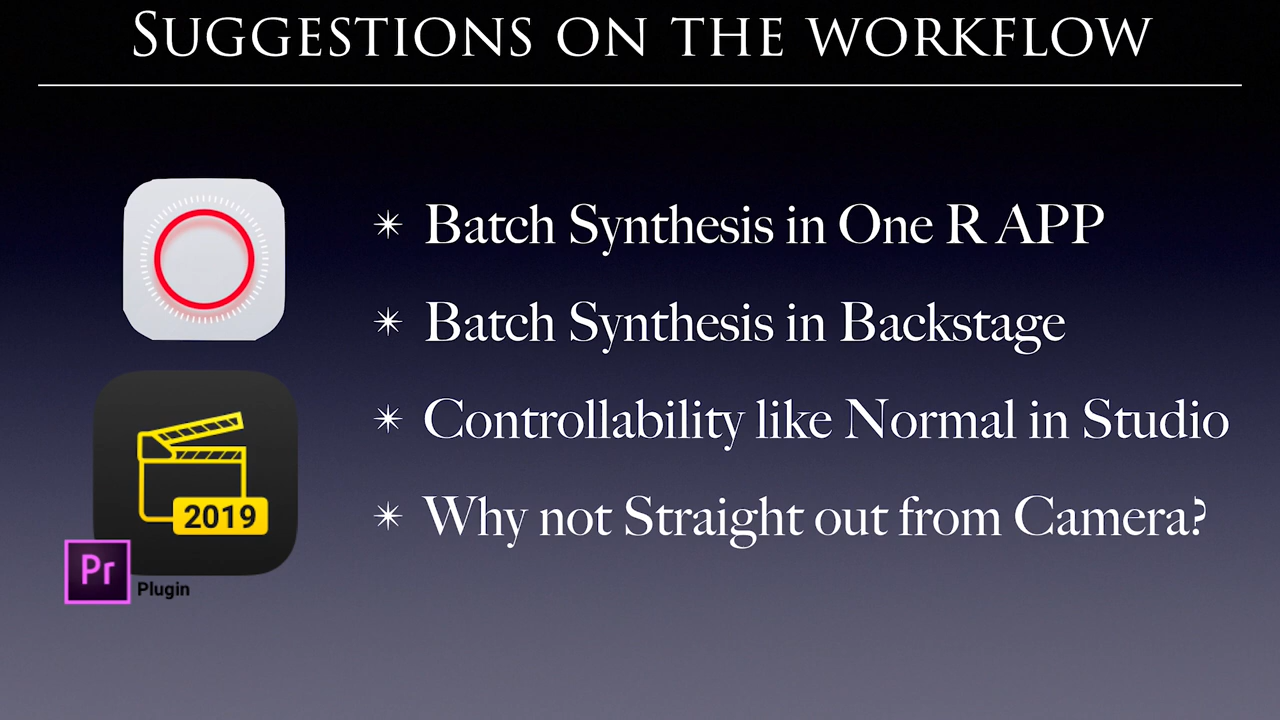 SUGGESTIONS ON THE WORKFLOW
Batch Synthesis in One R APP
Batch Synthesis in Backstage
Controllability like Normal in Studio
Why not Straight out from Camera?
2019
Pr
Plugin